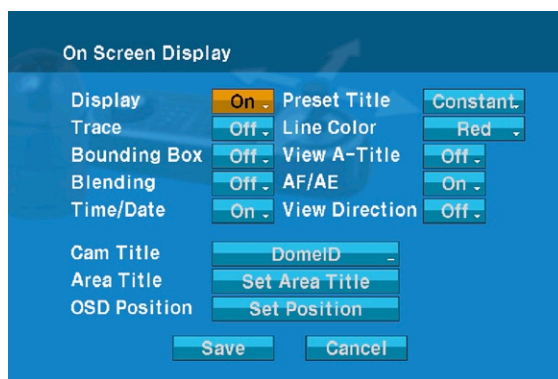 On Screen Display
Display On Preset Title Constant
Trace Off Line Color Red
Bounding Box Off View A-Title Off
Blending Off AF/AE On
Time/Date On View Direction Off
Cam Title DomeID
Area Title Set Area Title
OSD Position Set Position
Save Cancel